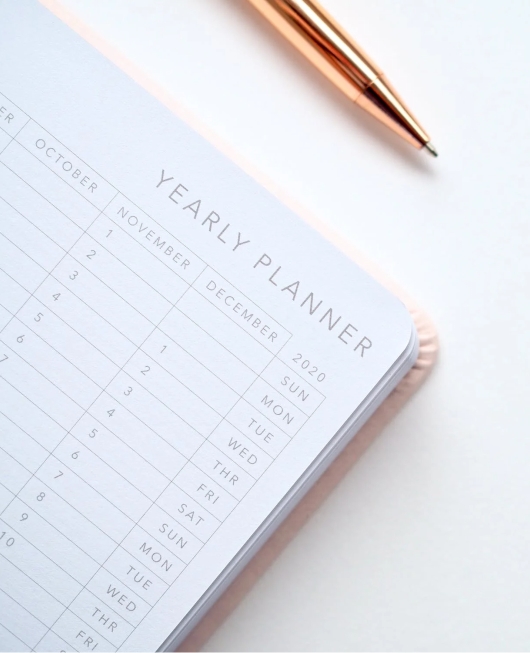 YEARLY PLANNER
ER OCTOBER NOVEMBER DECEMBER 2020
1 SUN
2 MON
3 1 TUE
4 2 WED
5 3 THR
6 4 FRI
7 5 SAT
6 SUN
7 MON
8 TUE
9 WED
10 THR
FRI